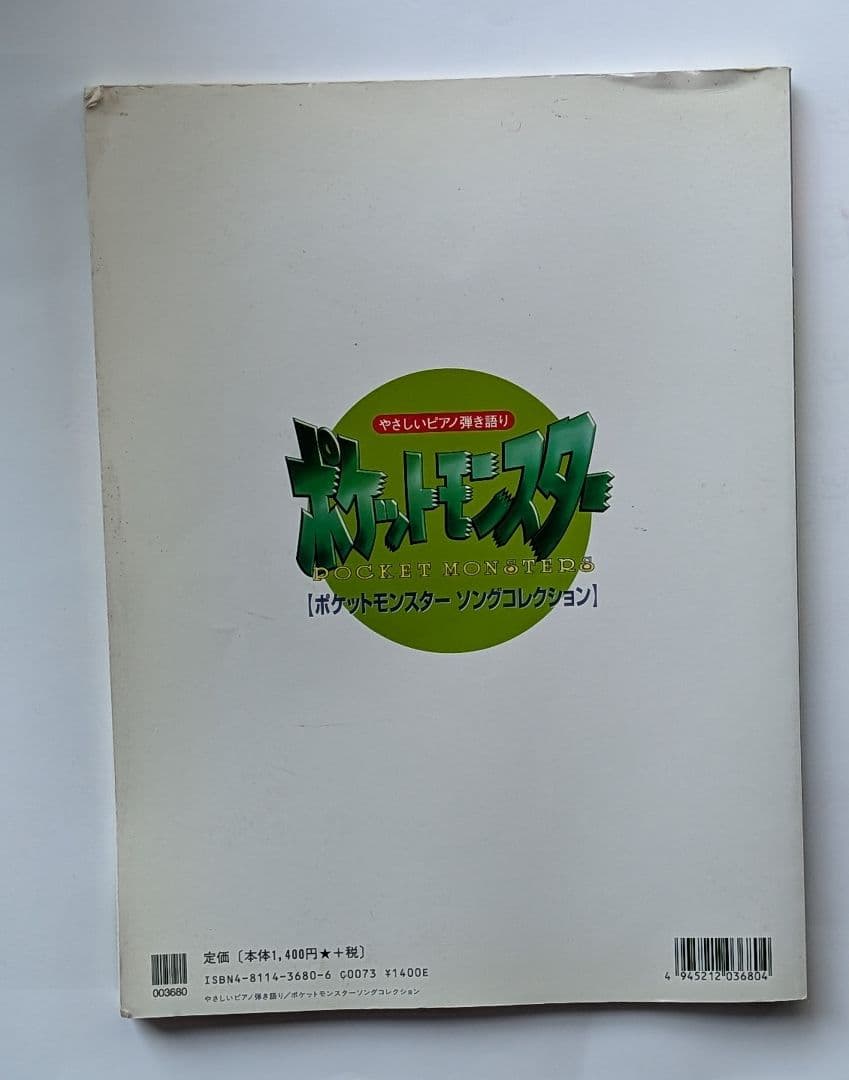 やさしいピアノ弾き語り
ポケットモンスター
POCKET MONSTERS
【ポケットモンスター ソングコレクション】
定価〔本体1,400円★+税〕
ISBN4-8114-3680-6 C0073 ¥1400E
やさしいピアノ弾き語り/ポケットモンスターソングコレクション
003680
4 945212 036804